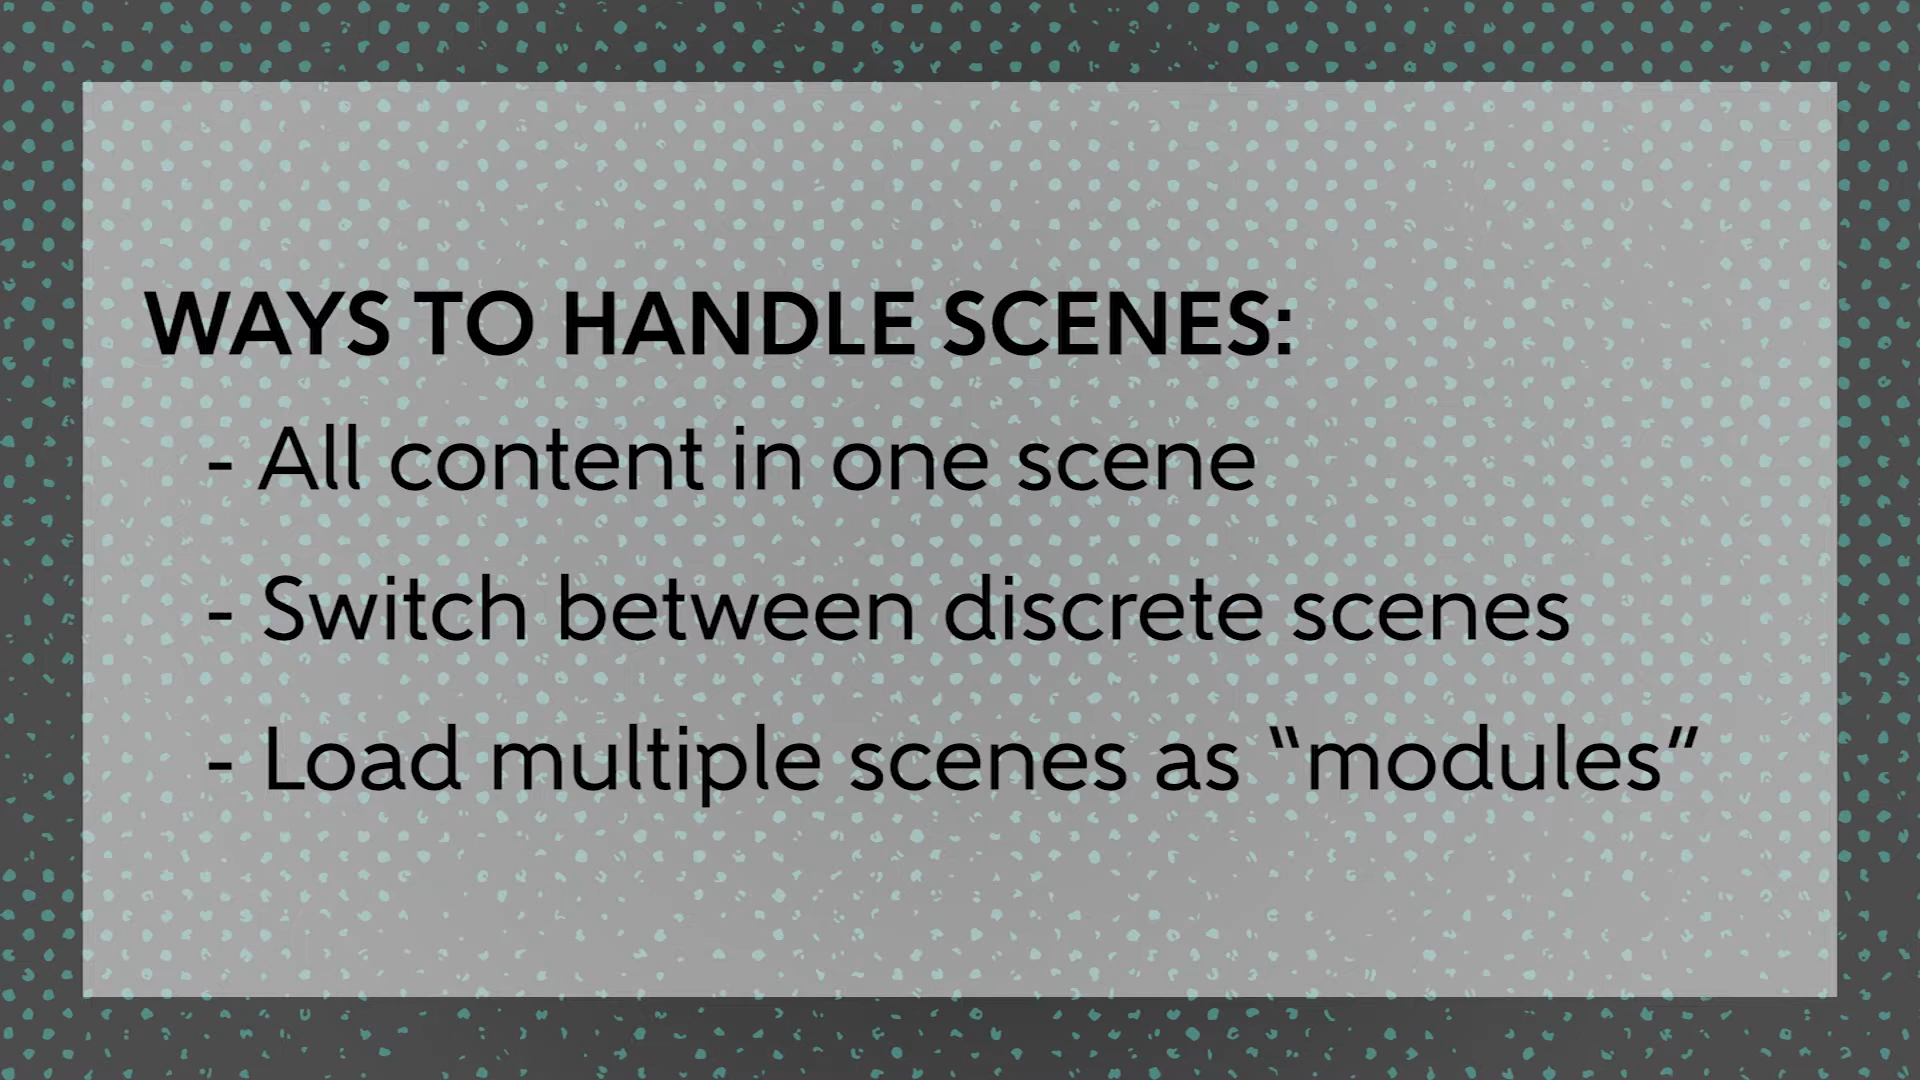 WAYS TO HANDLE SCENES:
- All content in one scene
- Switch between discrete scenes
- Load multiple scenes as “modules”